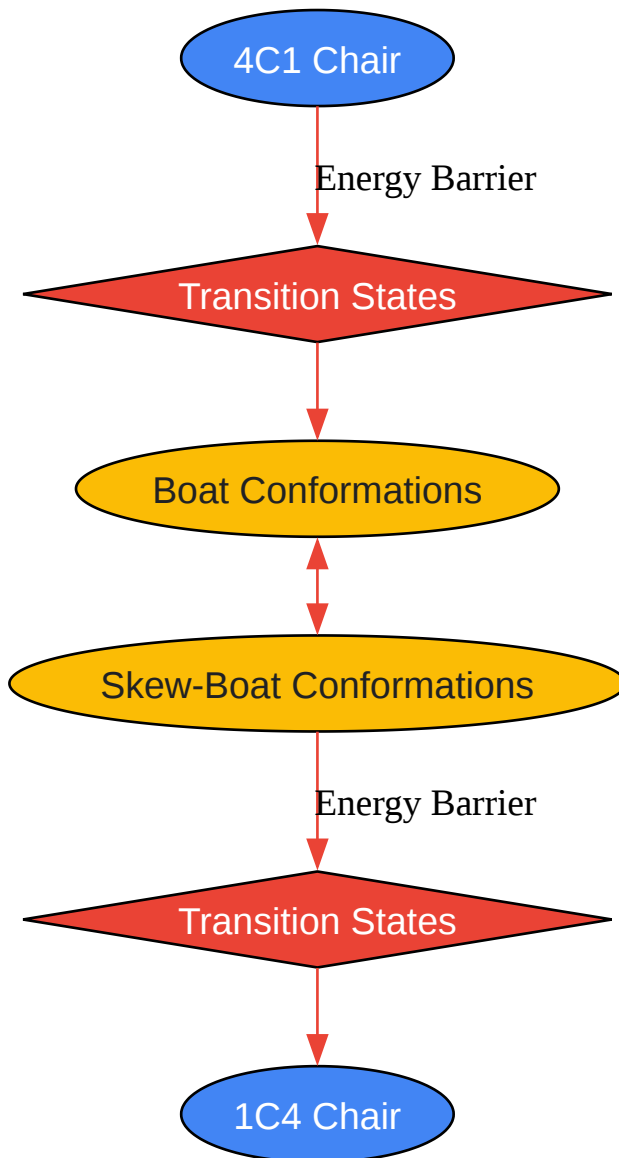 4C1 Chair
Energy Barrier
Transition States
Boat Conformations
Skew-Boat Conformations
Energy Barrier
Transition States
1C4 Chair